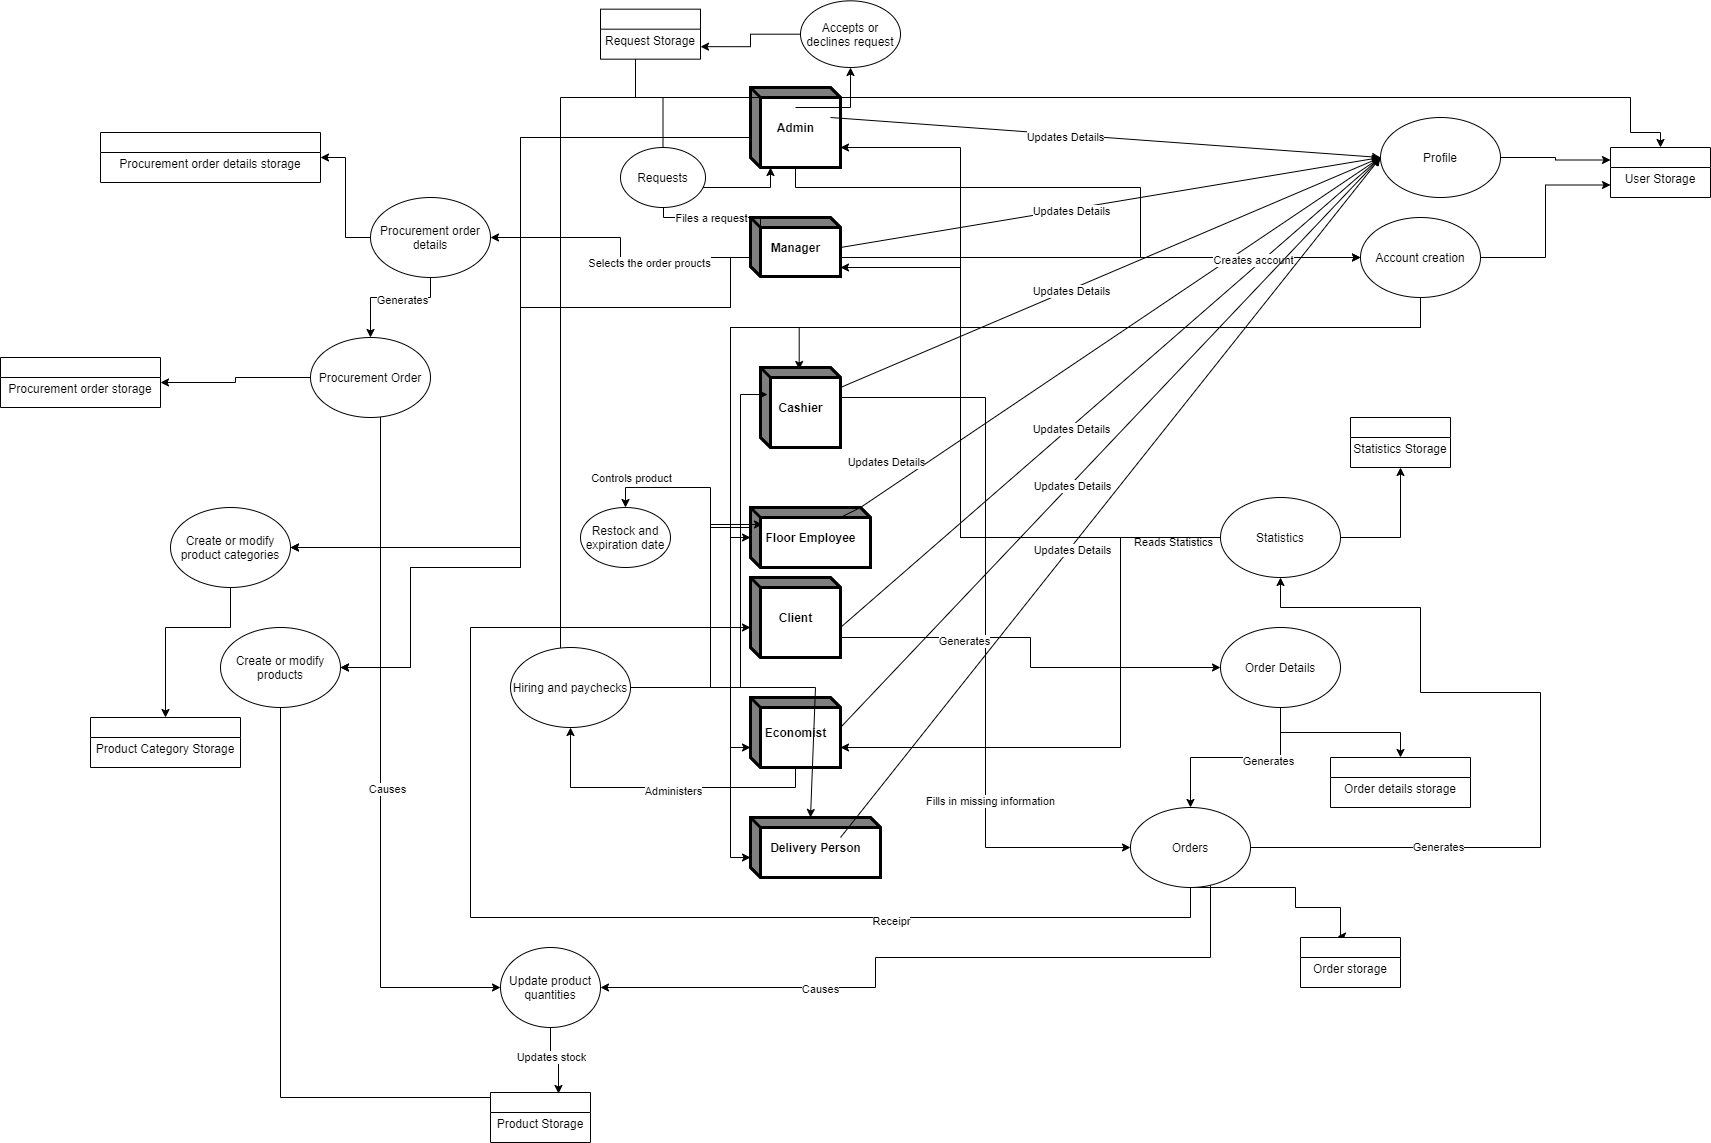 Accepts or
declines request
Request Storage
Admin
Updates Details
Procurement order details storage
Profile
Requests
User Storage
Files a request
Updates Details
Procurement order
details
Manager
Selects the order proucts
Creates account
Account creation
Updates Details
Generates
Procurement Order
Procurement order storage
Cashier
Updates Details
Statistics Storage
Updates Details
Controls product
Updates Details
Restock and
expiration date
Floor Employee
Reads Statistics
Statistics
Create or modify
product categories
Updates Details
Client
Generates
Order Details
Create or modify
products
Hiring and paychecks
Economist
Product Category Storage
Generates
Causes
Administers
Order details storage
Fills in missing information
Delivery Person
Orders
Generates
Receipr
Order storage
Update product
quantities
Causes
Updates stock
Product Storage